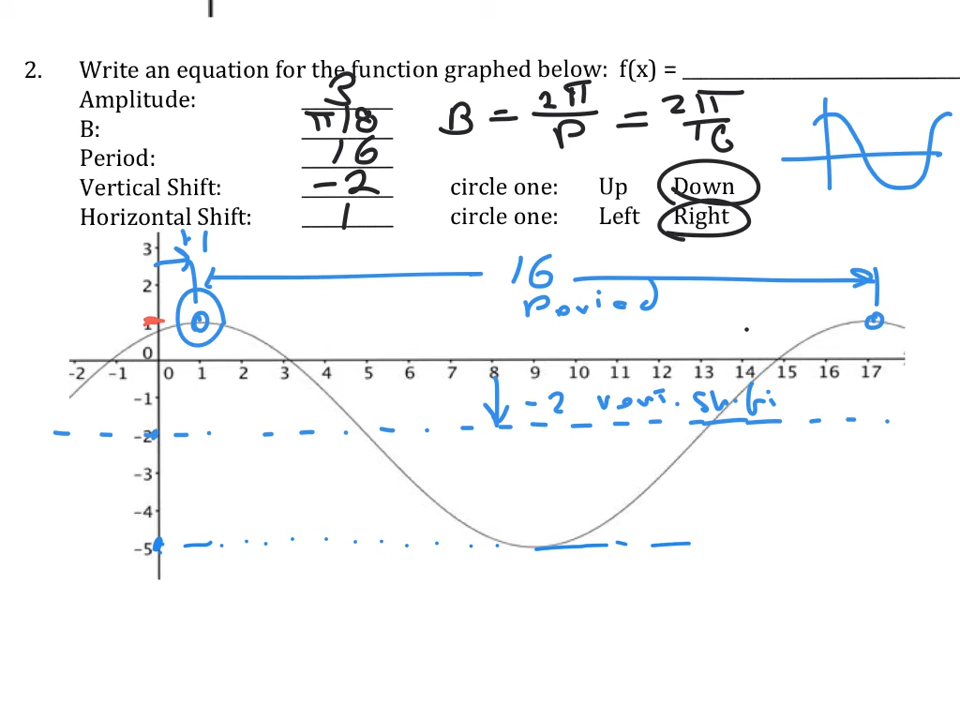 2. Write an equation for the function graphed below: f(x) = ____________________
Amplitude: 3
B: π/8 B = 2π/P = 2π/16
Period: 16
Vertical Shift: -2 circle one: Up Down
Horizontal Shift: 1 circle one: Left Right
+1
3
2
16
Period
1
0
-2 -1 0 1 2 3 4 5 6 7 8 9 10 11 12 13 14 15 16 17
-1
-2 vert. shift
-2
-3
-4
-5